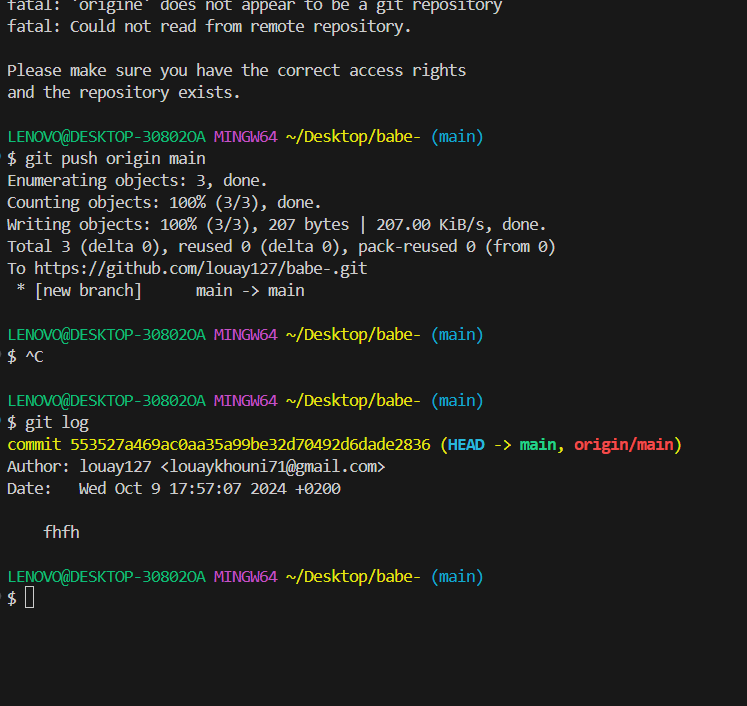 fatal: 'origine' does not appear to be a git repository
fatal: Could not read from remote repository.
Please make sure you have the correct access rights
and the repository exists.
LENOVO@DESKTOP-30802OA MINGW64 ~/Desktop/babe- (main)
$ git push origin main
Enumerating objects: 3, done.
Counting objects: 100% (3/3), done.
Writing objects: 100% (3/3), 207 bytes | 207.00 KiB/s, done.
Total 3 (delta 0), reused 0 (delta 0), pack-reused 0 (from 0)
To https://github.com/louay127/babe-.git
 * [new branch]      main -> main
LENOVO@DESKTOP-30802OA MINGW64 ~/Desktop/babe- (main)
$ ^C
LENOVO@DESKTOP-30802OA MINGW64 ~/Desktop/babe- (main)
$ git log
commit 553527a469ac0aa35a99be32d70492d6dade2836 (HEAD -> main, origin/main)
Author: louay127 <louaykhouni71@gmail.com>
Date:   Wed Oct 9 17:57:07 2024 +0200
    fhfh
LENOVO@DESKTOP-30802OA MINGW64 ~/Desktop/babe- (main)
$